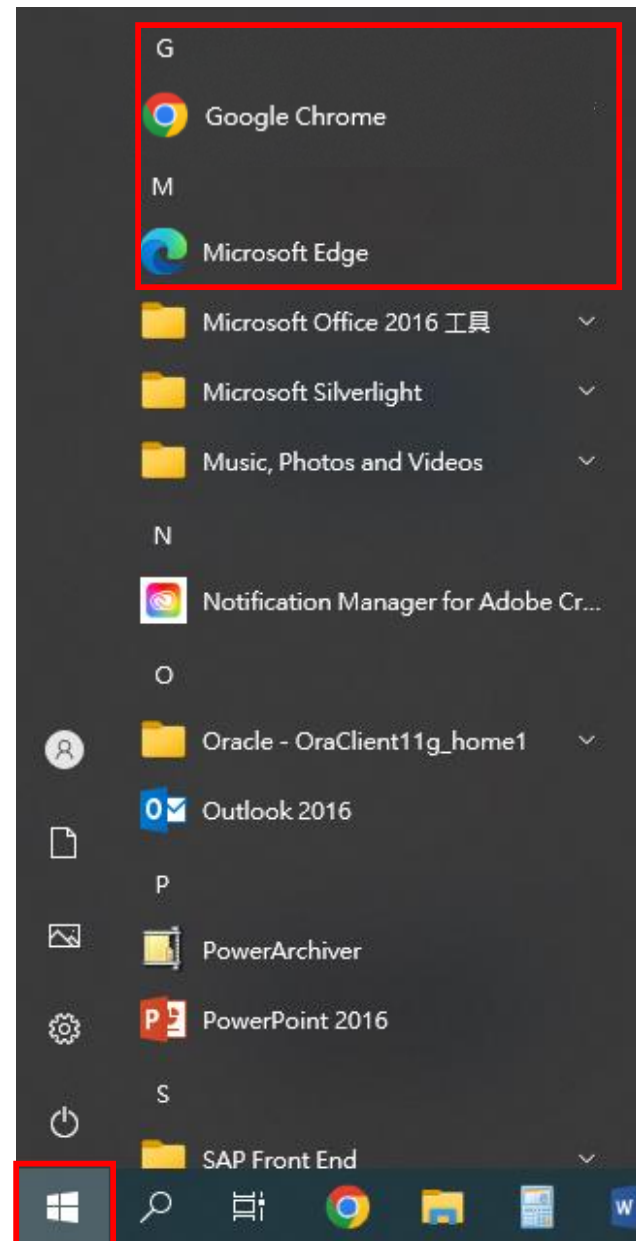 G
Google Chrome
M
Microsoft Edge
Microsoft Office 2016 工具
Microsoft Silverlight
Music, Photos and Videos
N
Notification Manager for Adobe Cr...
O
Oracle - OraClient11g_home1
Outlook 2016
P
PowerArchiver
PowerPoint 2016
S
SAP Front End